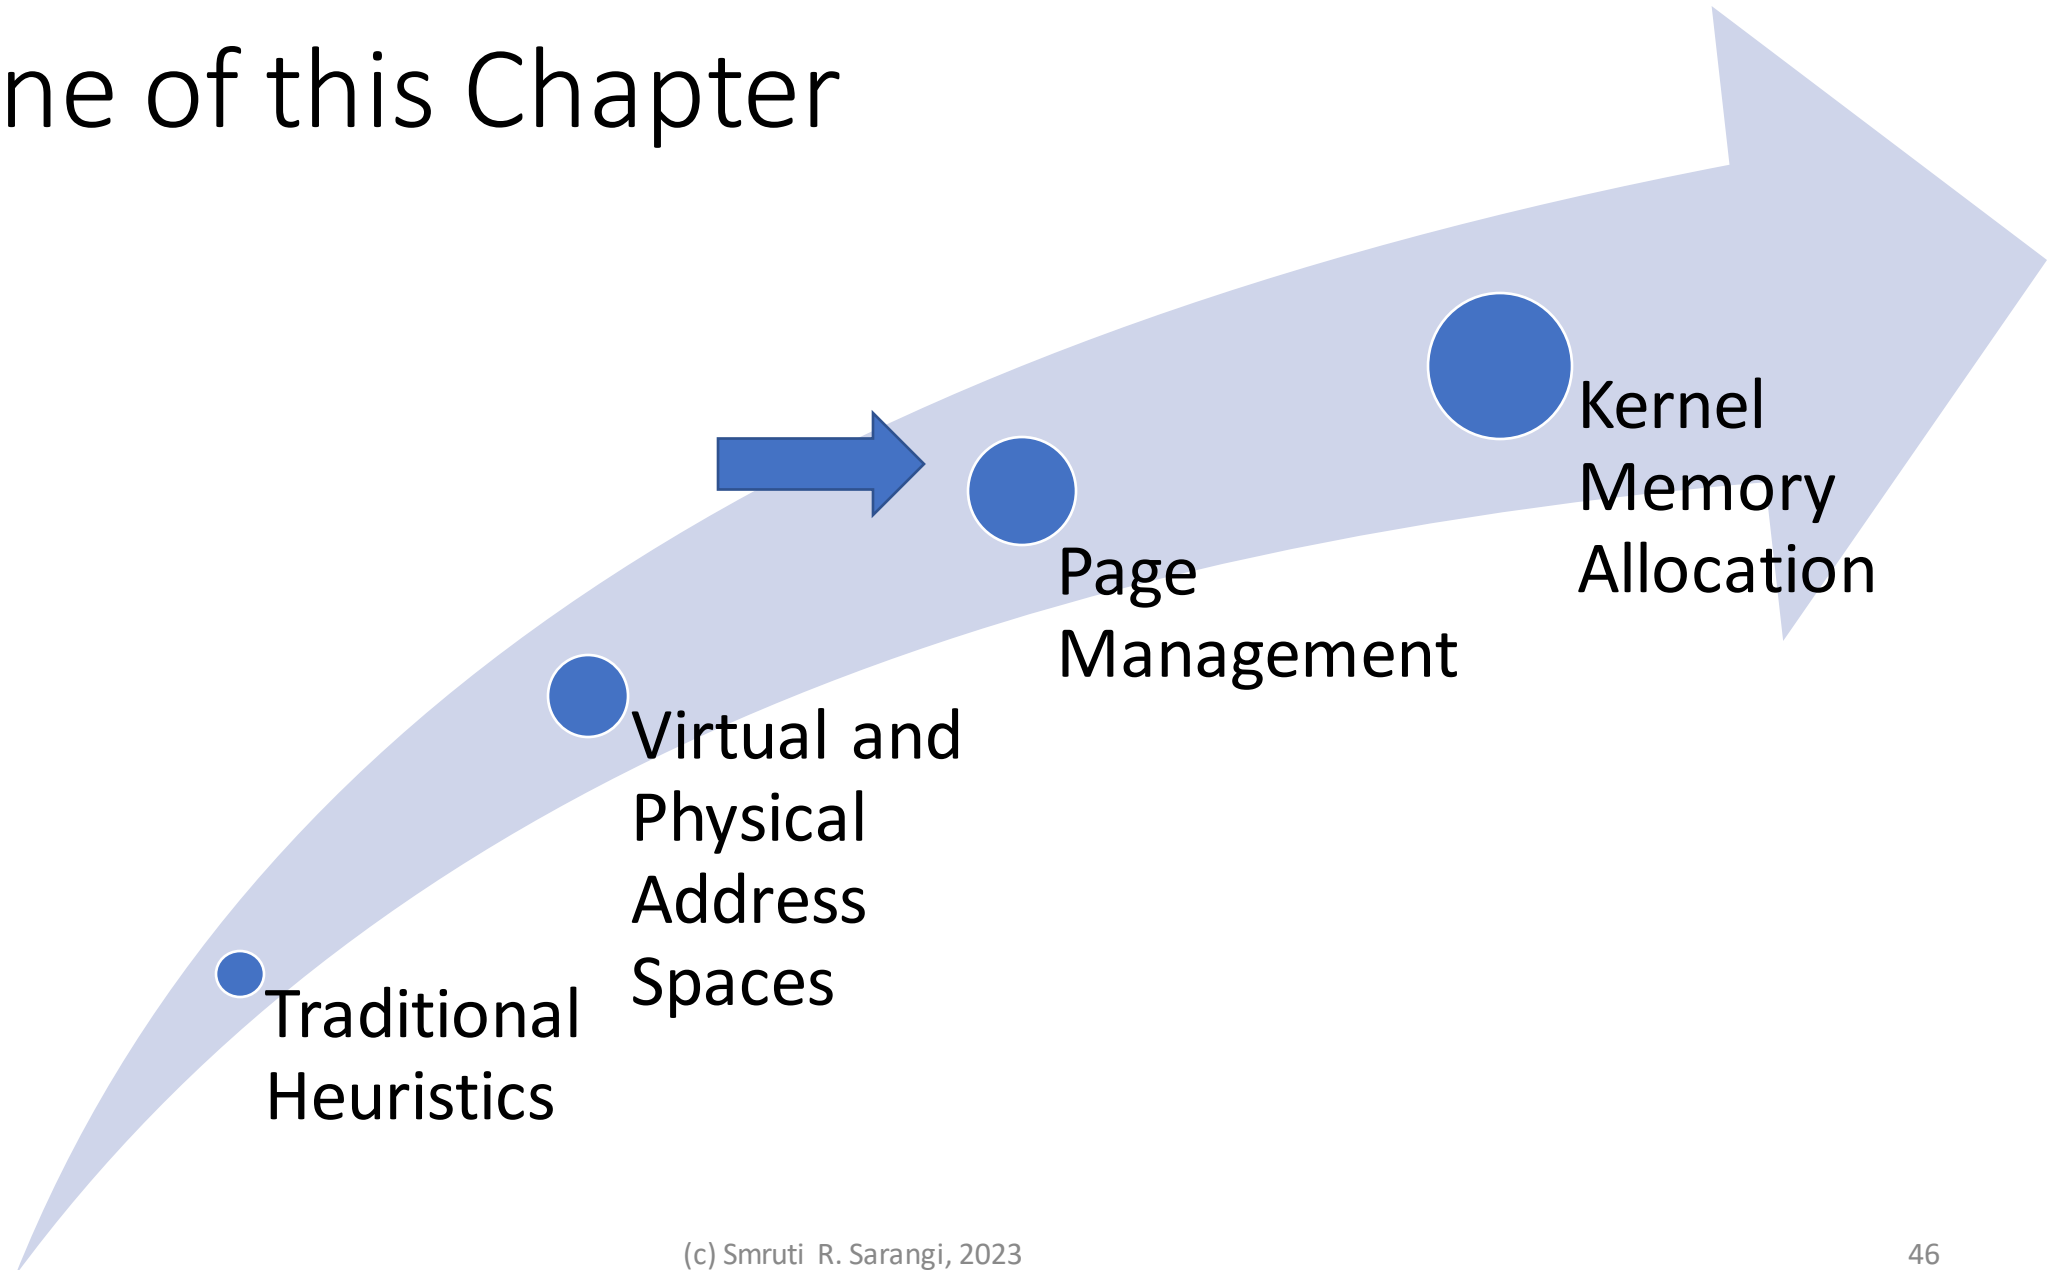 ne of this Chapter
Kernel
Memory
Allocation
Page
Management
Virtual and
Physical
Address
Spaces
Traditional
Heuristics
(c) Smruti R. Sarangi, 2023
46